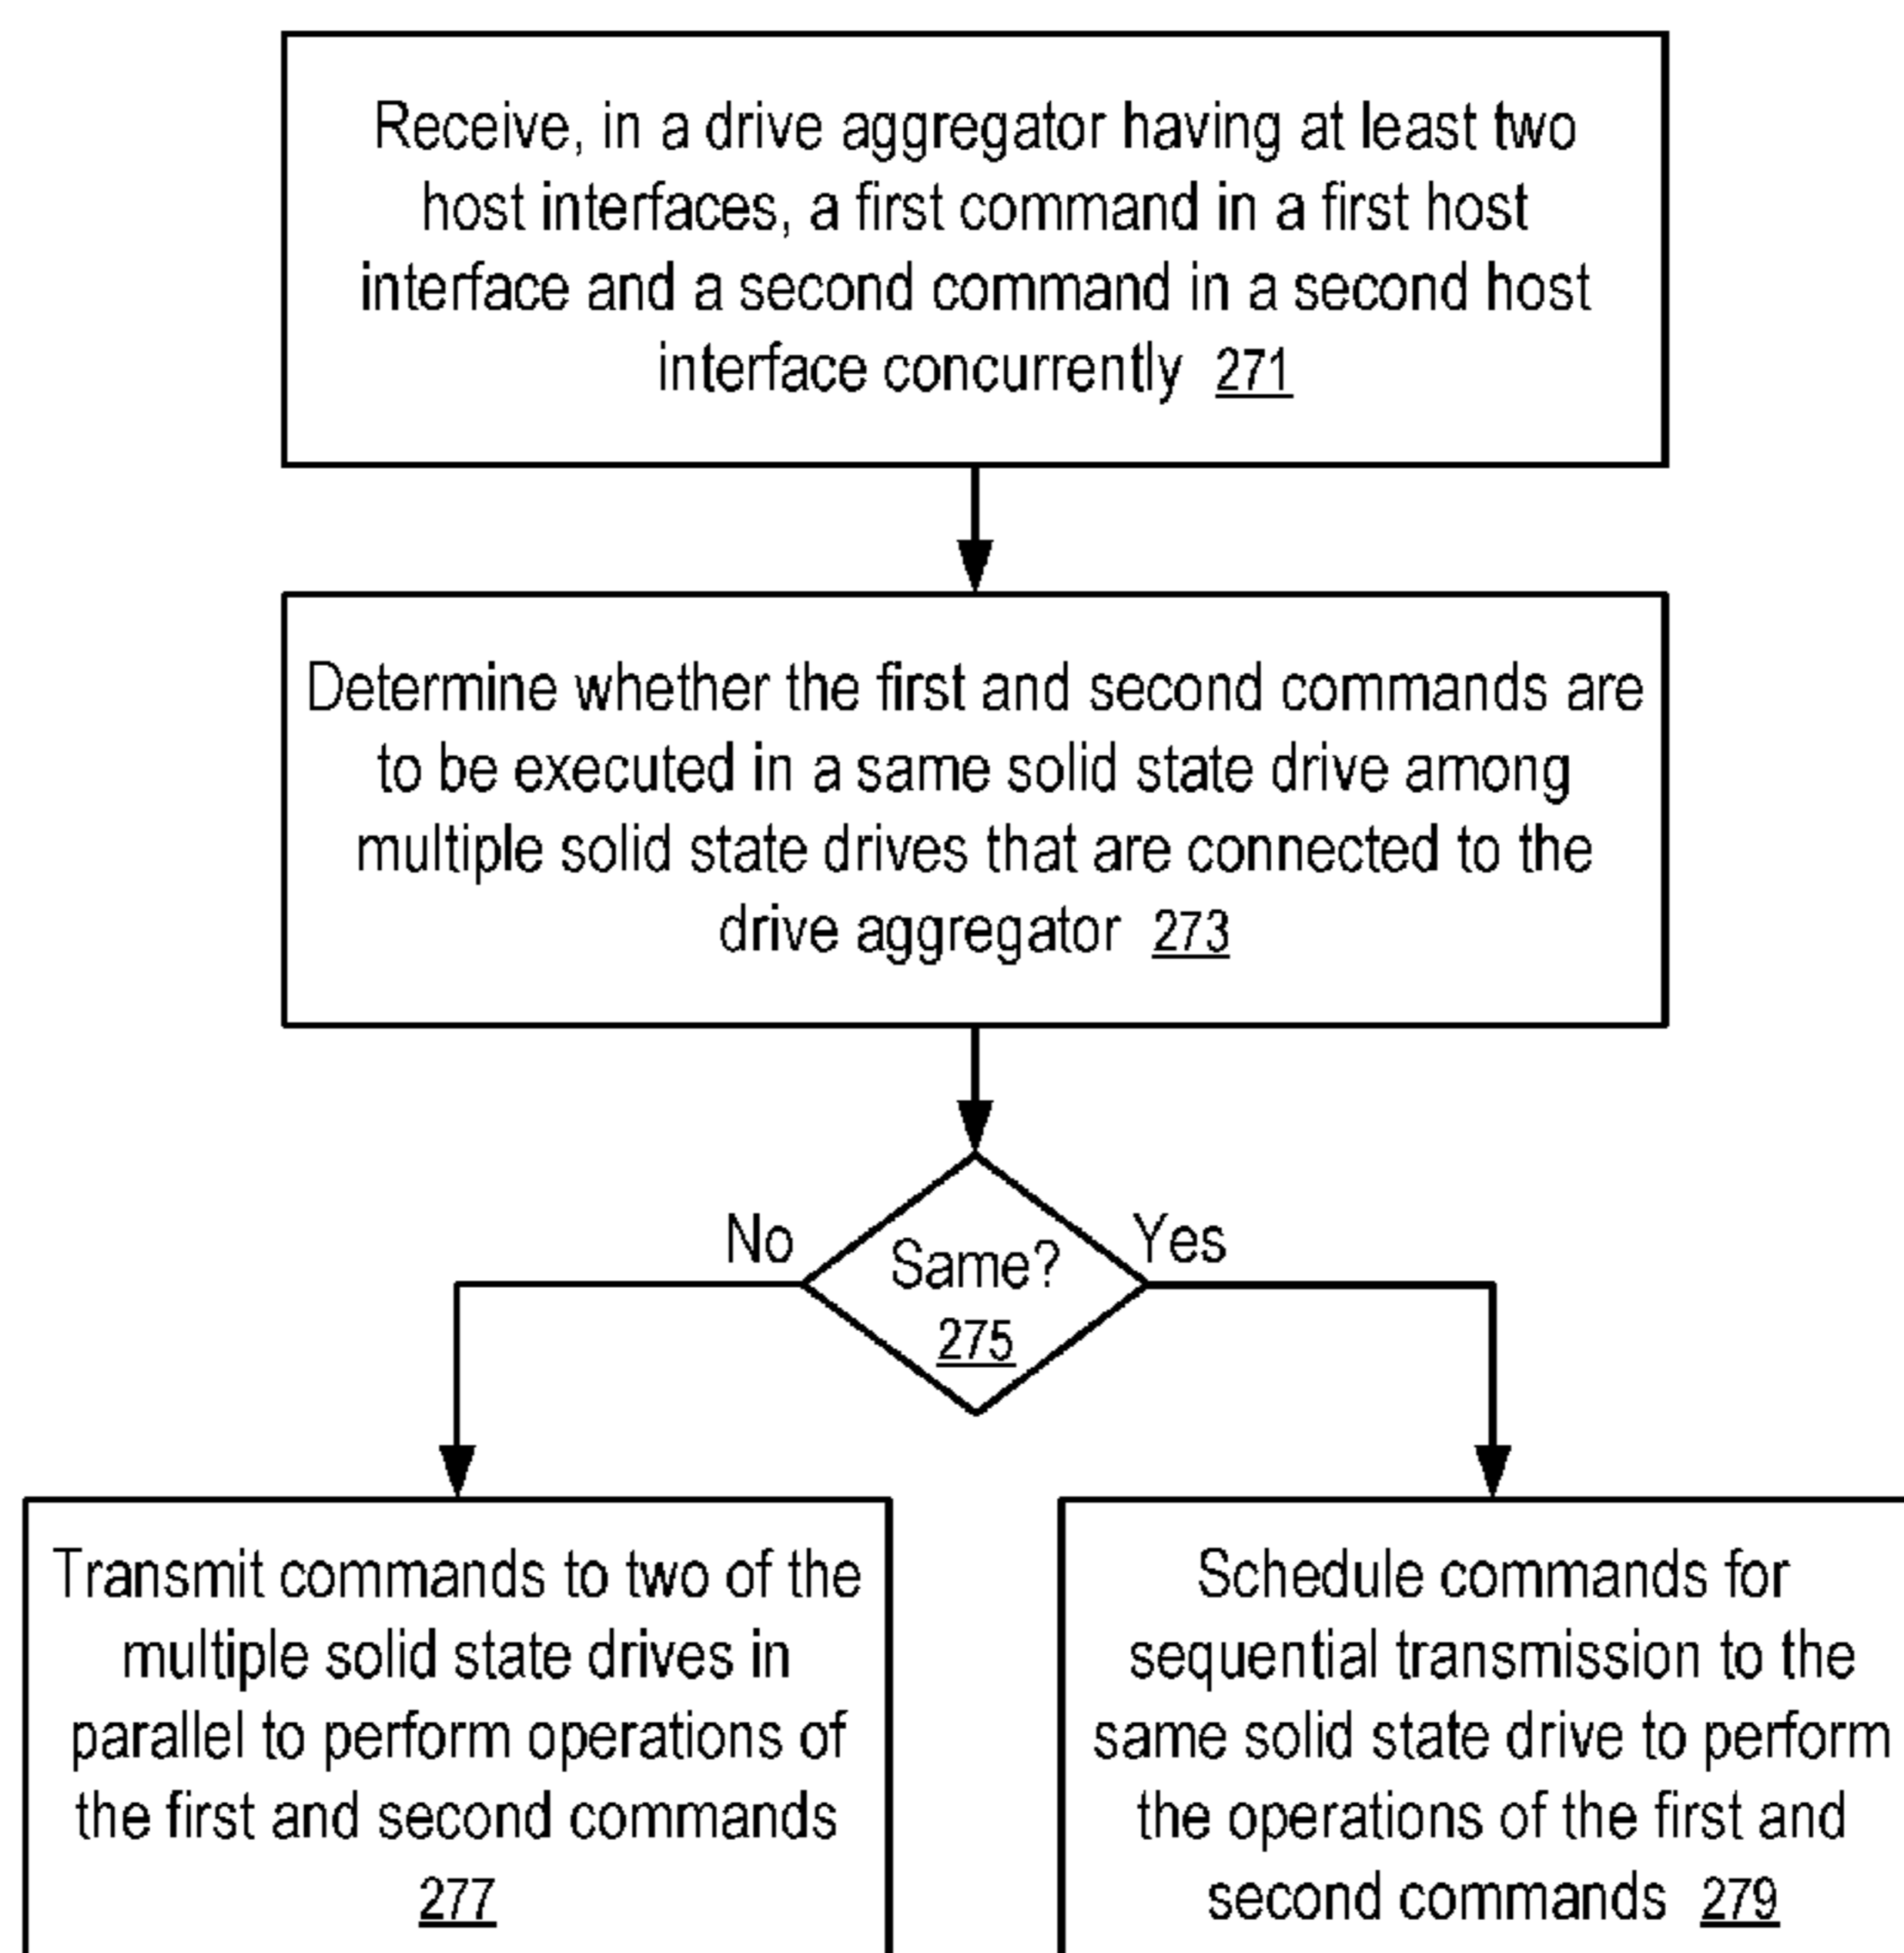 Receive, in a drive aggregator having at least two
host interfaces, a first command in a first host
interface and a second command in a second host
interface concurrently 271
Determine whether the first and second commands are
to be executed in a same solid state drive among
multiple solid state drives that are connected to the
drive aggregator 273
No
Yes
Same?
275
Transmit commands to two of the
multiple solid state drives in
parallel to perform operations of
the first and second commands
277
Schedule commands for
sequential transmission to the
same solid state drive to perform
the operations of the first and
second commands 279